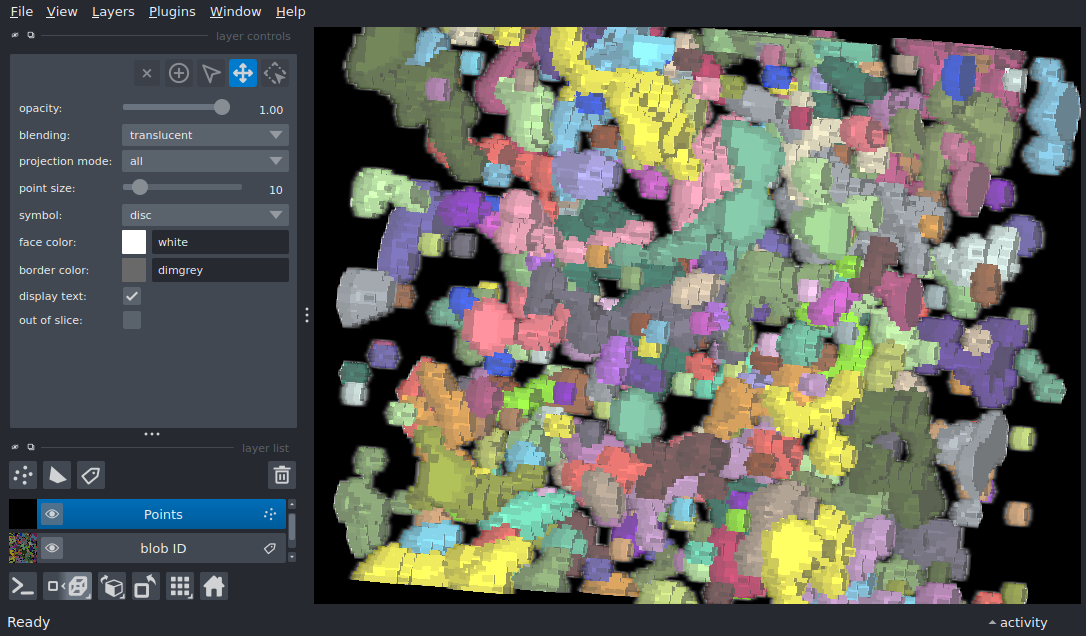 File View Layers Plugins Window Help
layer controls
opacity: 1.00
blending: translucent
projection mode: all
point size: 10
symbol: disc
face color: white
border color: dimgrey
display text:
out of slice:
layer list
Points
blob ID
Ready
activity